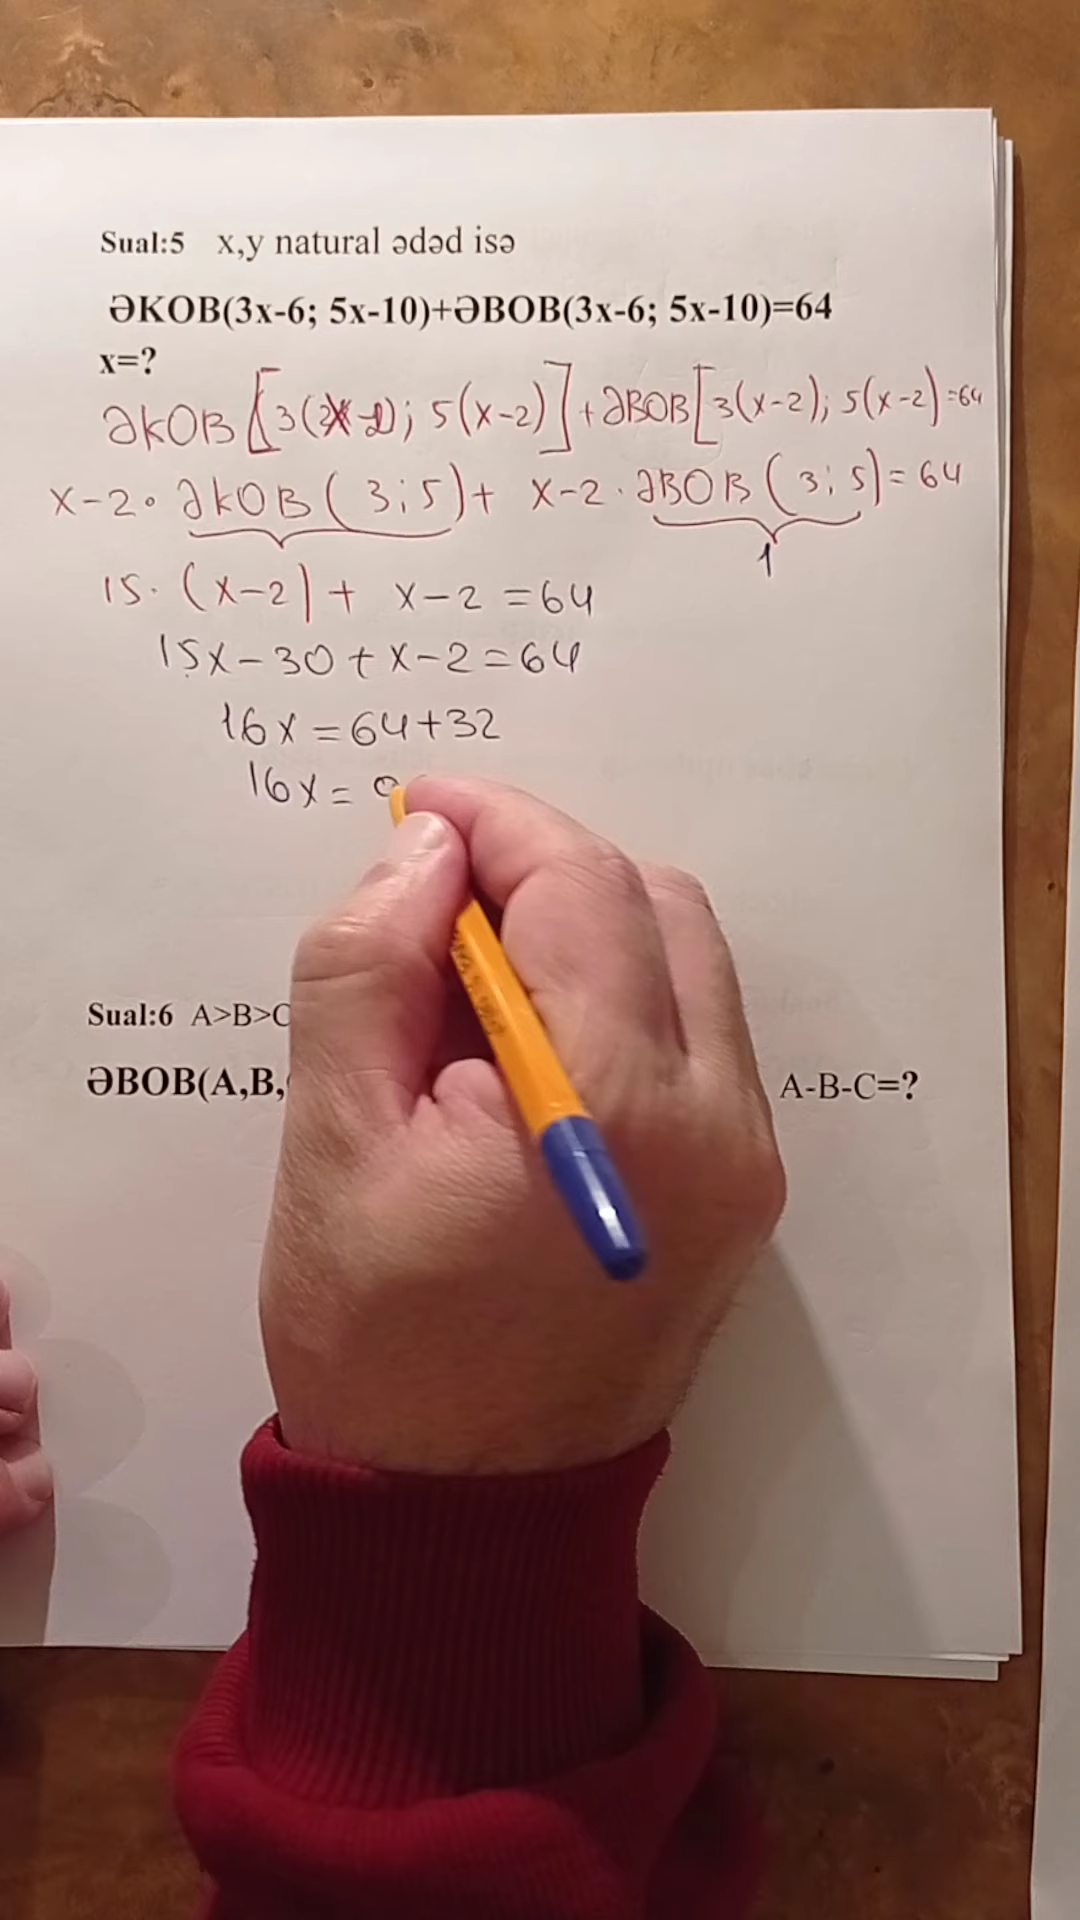 Sual:5 x,y natural ədəd isə
ƏKOB(3x-6; 5x-10)+ƏBOB(3x-6; 5x-10)=64
x=?
ƏKOB[3(x-2); 5(x-2)]+ƏBOB[3(x-2); 5(x-2)=64
x-2·ƏKOB(3;5)+ x-2·ƏBOB(3;5)=64
1
15·(x-2)+ x-2=64
15x-30+x-2=64
16x=64+32
16x=
Sual:6 A>B>C
ƏBOB(A,B, A-B-C=?